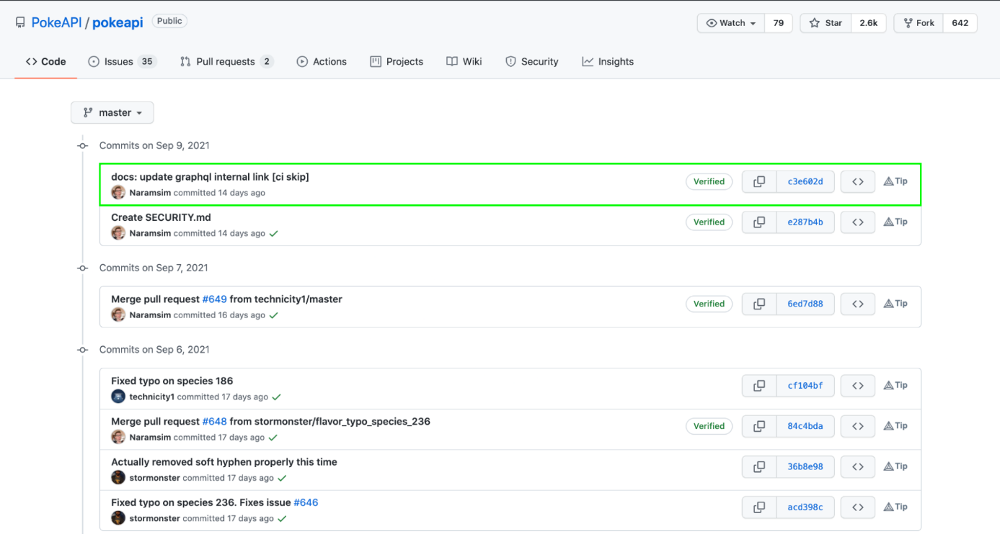 PokeAPI / pokeapi Public Watch 79 Star 2.6k Fork 642
Code Issues 35 Pull requests 2 Actions Projects Wiki Security Insights
master
Commits on Sep 9, 2021
docs: update graphql internal link [ci skip]
Naramsim committed 14 days ago Verified c3e602d Tip
Create SECURITY.md
Naramsim committed 14 days ago Verified e287b4b Tip
Commits on Sep 7, 2021
Merge pull request #649 from technicity1/master
Naramsim committed 16 days ago Verified 6ed7d88 Tip
Commits on Sep 6, 2021
Fixed typo on species 186
technicity1 committed 17 days ago cf104bf Tip
Merge pull request #648 from stormonster/flavor_typo_species_236
Naramsim committed 17 days ago Verified 84c4bda Tip
Actually removed soft hyphen properly this time
stormonster committed 17 days ago 36b8e98 Tip
Fixed typo on species 236. Fixes issue #646
stormonster committed 17 days ago acd398c Tip